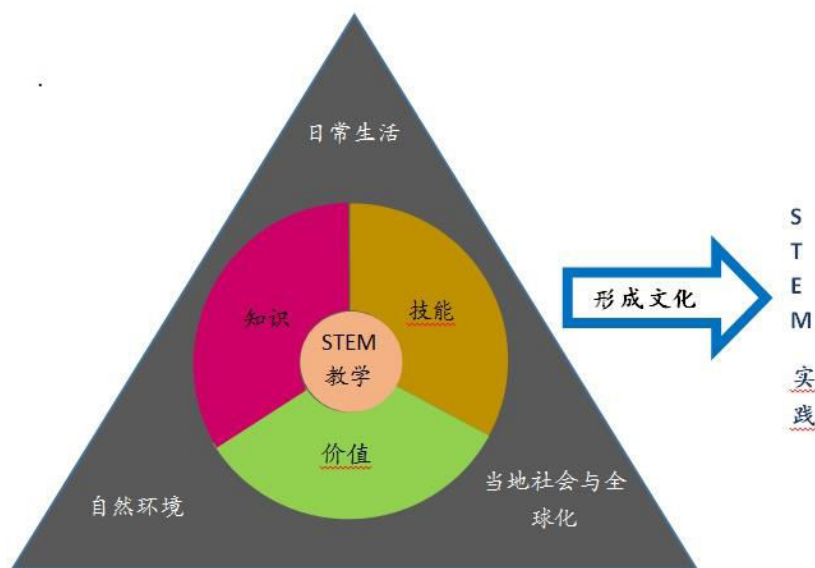 日常生活
知识
技能
STEM
教学
价值
自然环境
当地社会与全
球化
形成文化
S
T
E
M
实
践